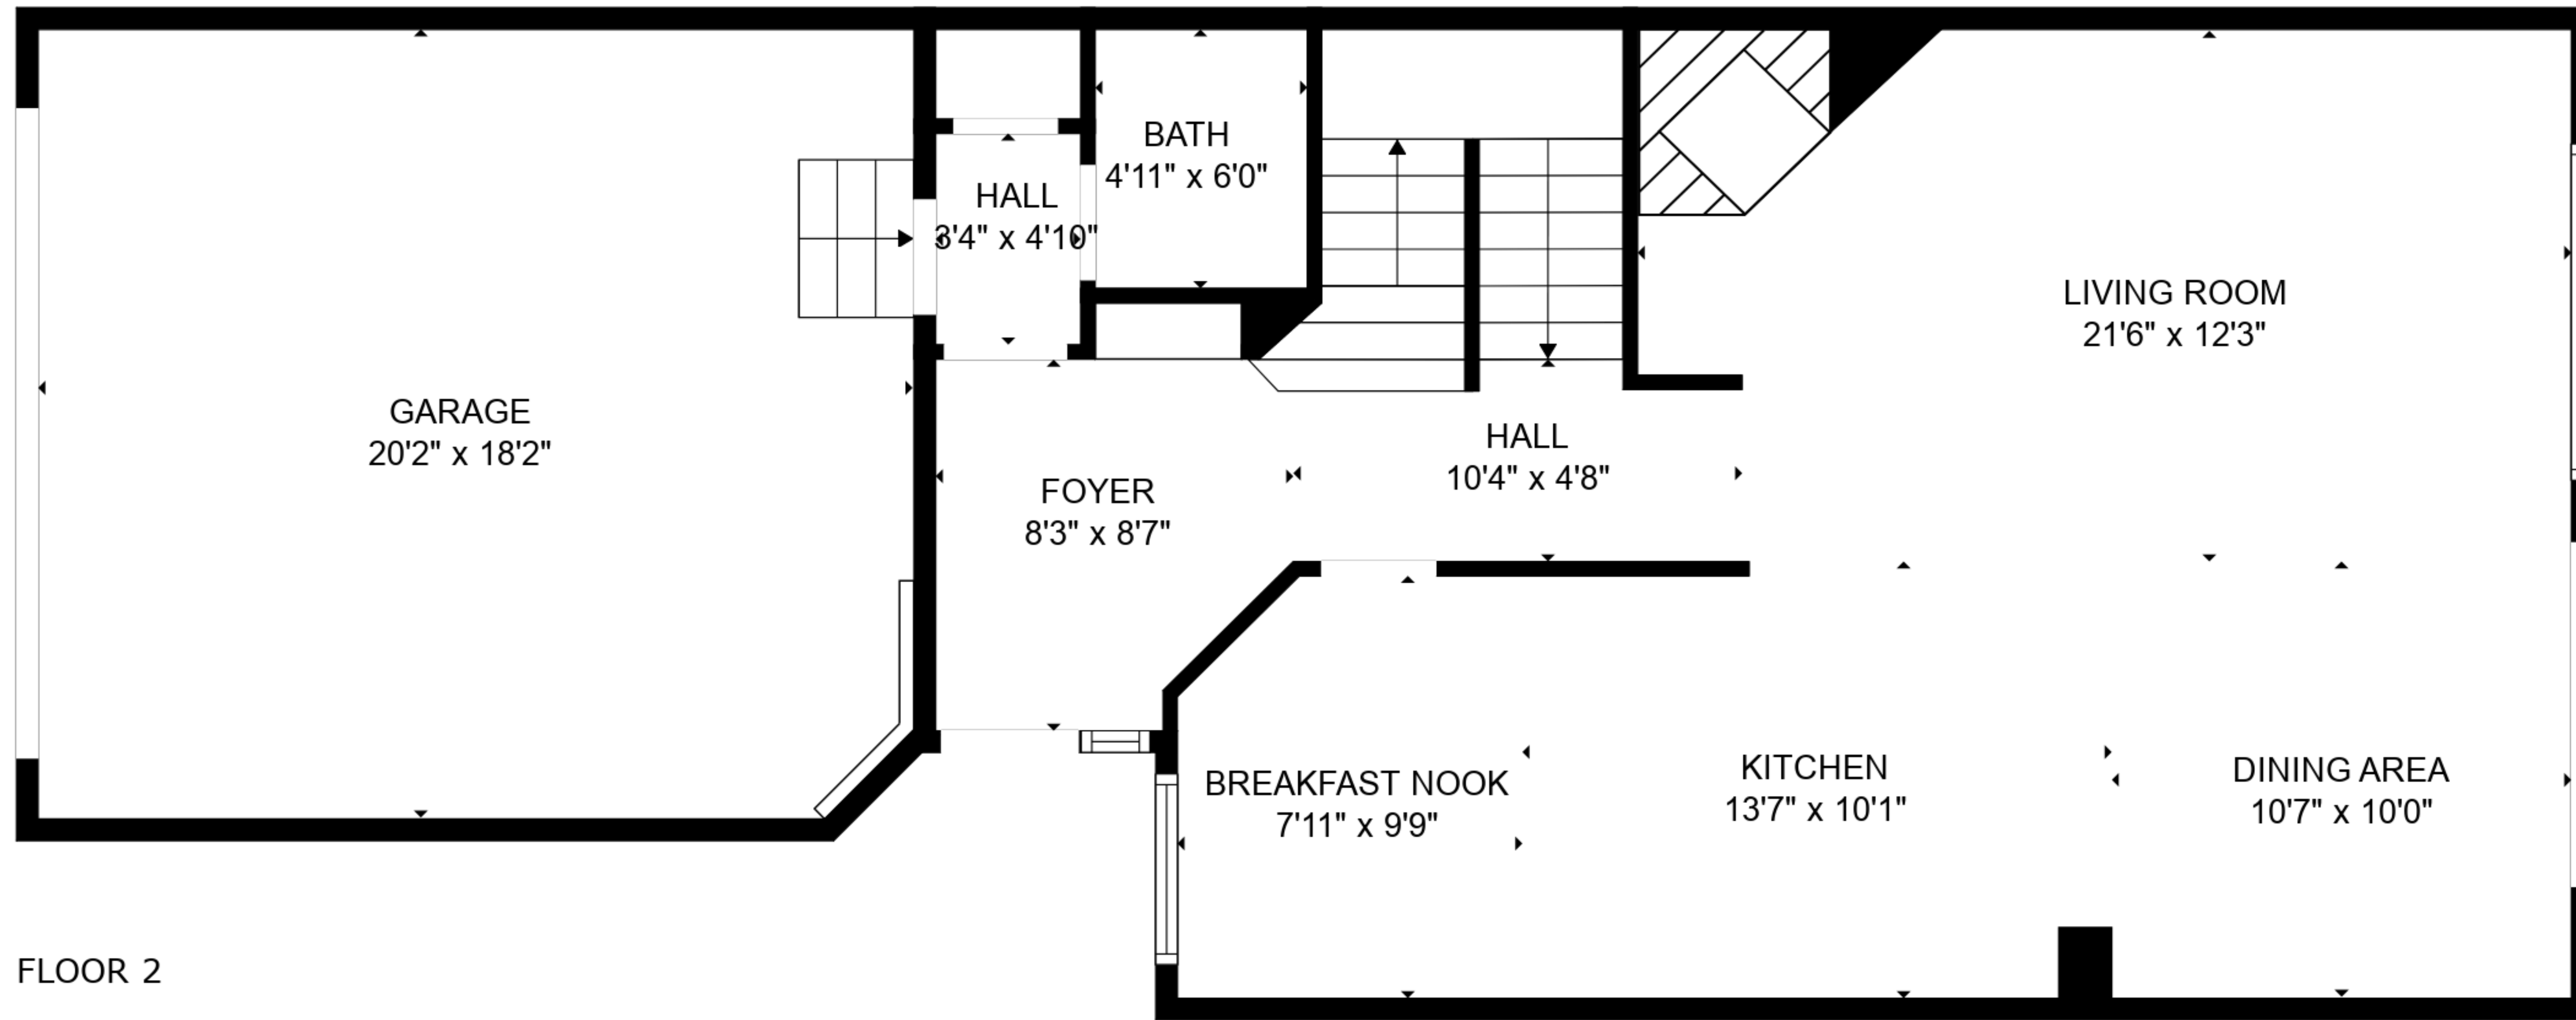 BATH
4'11" x 6'0"
HALL
3'4" x 4'10"
LIVING ROOM
21'6" x 12'3"
GARAGE
20'2" x 18'2"
HALL
10'4" x 4'8"
FOYER
8'3" x 8'7"
BREAKFAST NOOK
7'11" x 9'9"
KITCHEN
13'7" x 10'1"
DINING AREA
10'7" x 10'0"
FLOOR 2